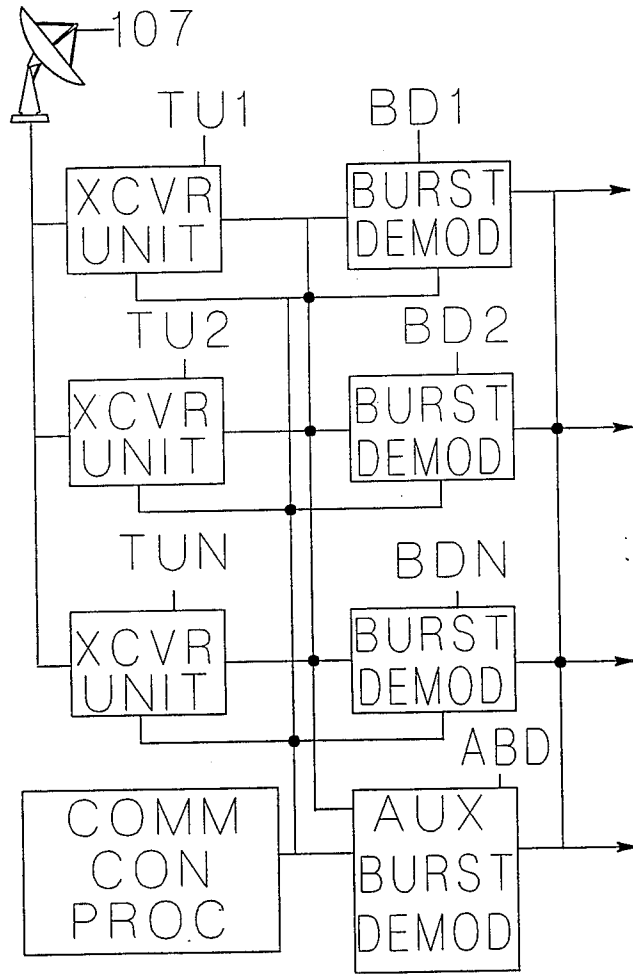 107
TU1
BD1
XCVR
UNIT
BURST
DEMOD
TU2
BD2
XCVR
UNIT
BURST
DEMOD
TUN
BDN
XCVR
UNIT
BURST
DEMOD
ABD
COMM
CON
PROC
AUX
BURST
DEMOD